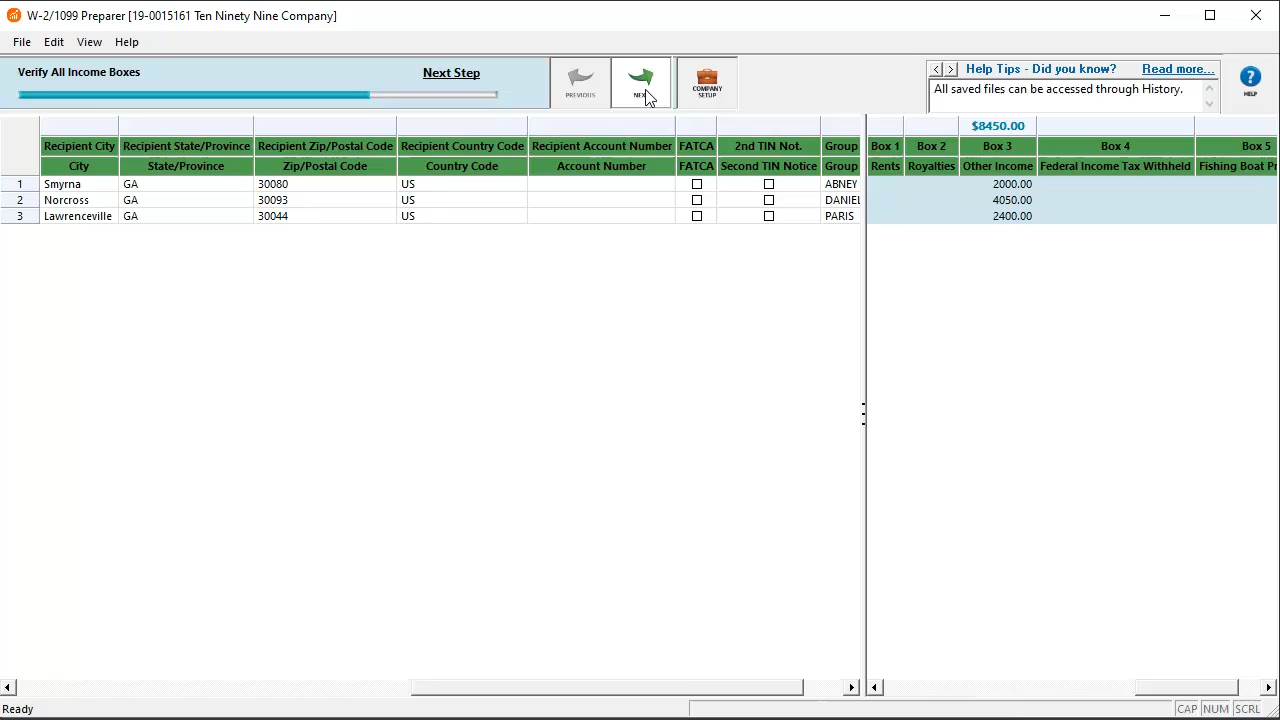 W-2/1099 Preparer [19-0015161 Ten Ninety Nine Company]
File Edit View Help
Verify All Income Boxes Next Step
PREVIOUS
COMPANY
SETUP
Help Tips - Did you know? Read more...
All saved files can be accessed through History.
HELP
$8450.00
Recipient City Recipient State/Province Recipient Zip/Postal Code Recipient Country Code Recipient Account Number FATCA 2nd TIN Not. Group Box 1 Box 2 Box 3 Box 4 Box 5
City State/Province Zip/Postal Code Country Code Account Number FATCA Second TIN Notice Group Rents Royalties Other Income Federal Income Tax Withheld Fishing Boat
1 Smyrna GA 30080 US ABNEY 2000.00
2 Norcross GA 30093 US DANIEL 4050.00
3 Lawrenceville GA 30044 US PARIS 2400.00
Ready CAP NUM SCRL